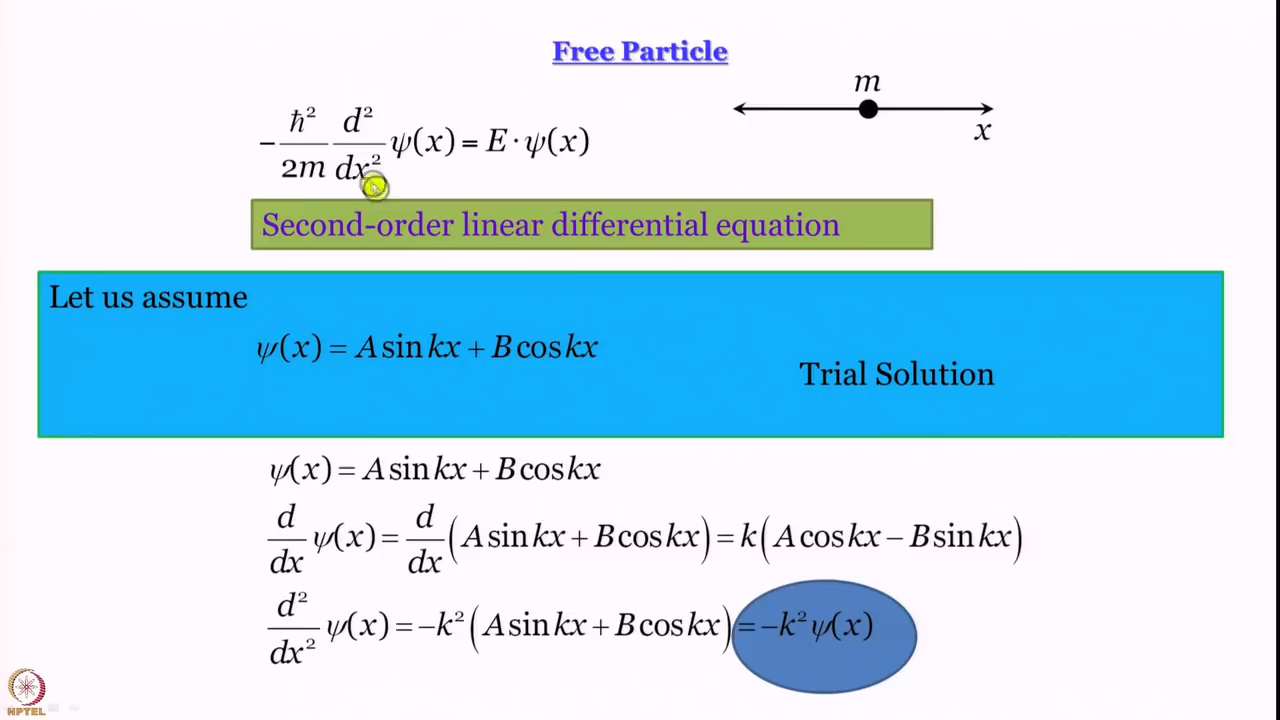 Free Particle
m
x
-ħ²/2m d²/dx² ψ(x) = E · ψ(x)
Second-order linear differential equation
Let us assume
ψ(x) = A sin kx + B cos kx
Trial Solution
ψ(x) = A sin kx + B cos kx
d/dx ψ(x) = d/dx (A sin kx + B cos kx) = k(A cos kx − B sin kx)
d²/dx² ψ(x) = −k² (A sin kx + B cos kx) = −k² ψ(x)
NPTEL